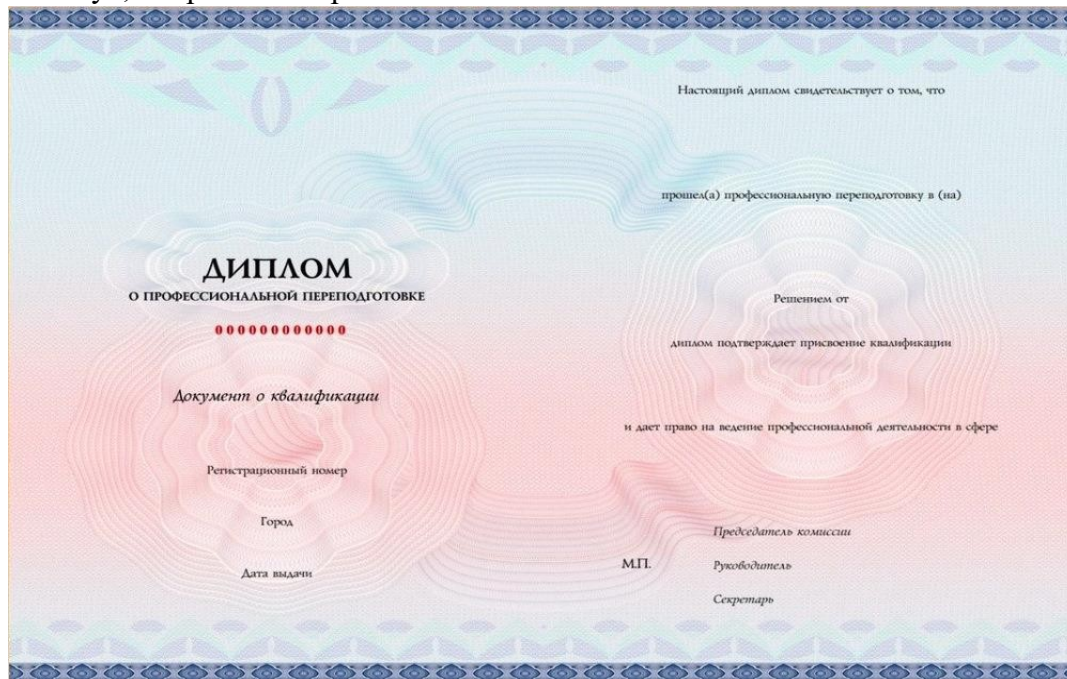 ДИПЛОМ
О ПРОФЕССИОНАЛЬНОЙ ПЕРЕПОДГОТОВКЕ
000000000000
Документ о квалификации
Регистрационный номер
Город
Дата выдачи
Настоящий диплом свидетельствует о том, что
прошел(а) профессиональную переподготовку в (на)
Решением от
диплом подтверждает присвоение квалификации
и дает право на ведение профессиональной деятельности в сфере
Председатель комиссии
М.П.
Руководитель
Секретарь